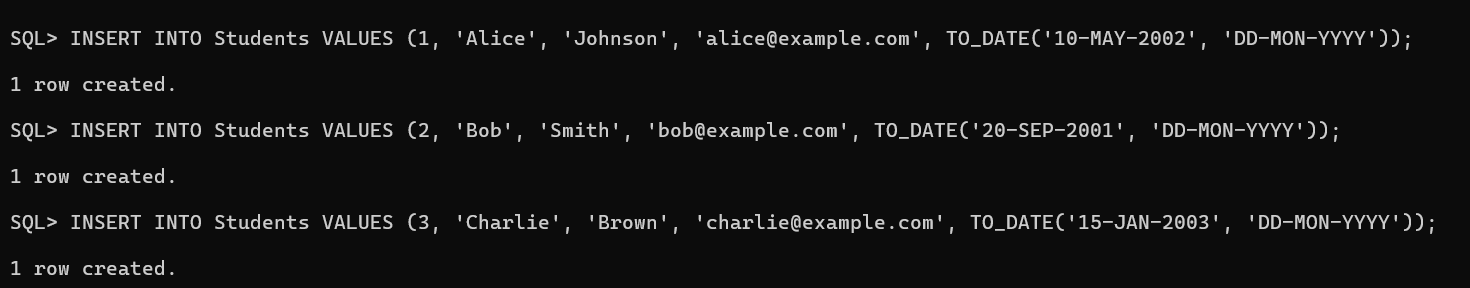 SQL> INSERT INTO Students VALUES (1, 'Alice', 'Johnson', 'alice@example.com', TO_DATE('10-MAY-2002', 'DD-MON-YYYY'));
1 row created.
SQL> INSERT INTO Students VALUES (2, 'Bob', 'Smith', 'bob@example.com', TO_DATE('20-SEP-2001', 'DD-MON-YYYY'));
1 row created.
SQL> INSERT INTO Students VALUES (3, 'Charlie', 'Brown', 'charlie@example.com', TO_DATE('15-JAN-2003', 'DD-MON-YYYY'));
1 row created.